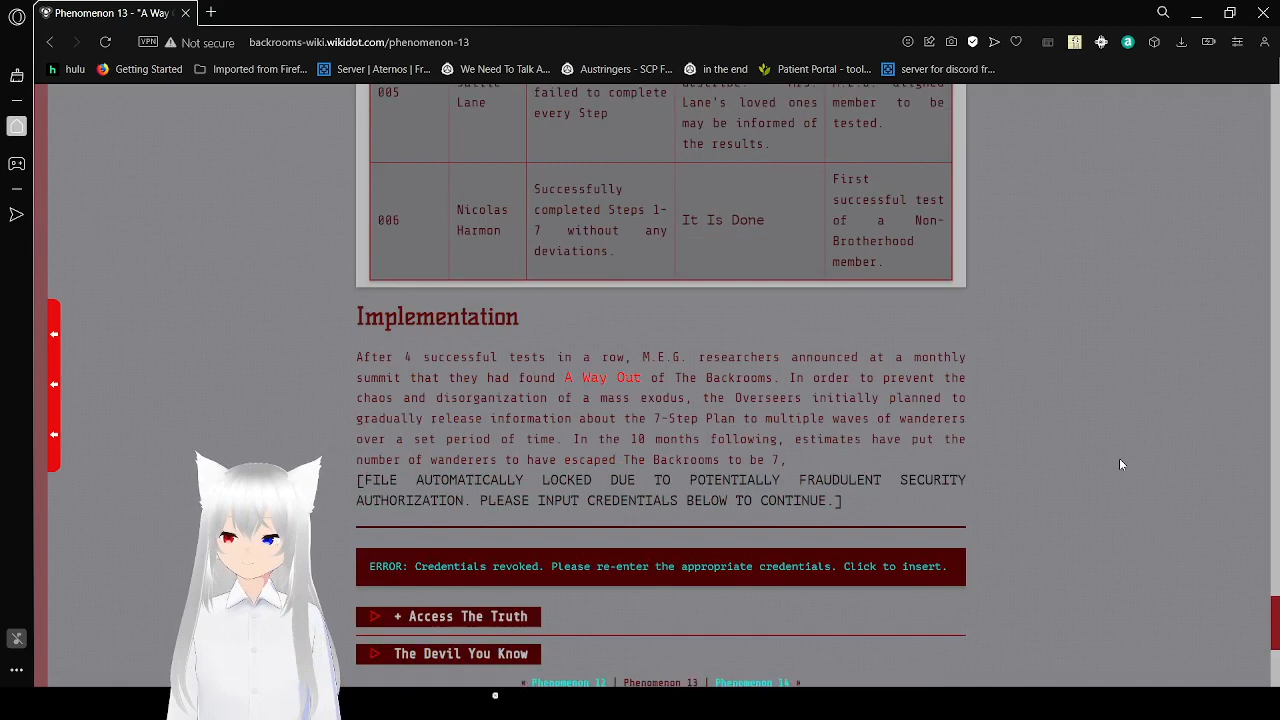 Phenomenon 13 - "A Way
VPN Not secure backrooms-wiki.wikidot.com/phenomenon-13
hulu Getting Started Imported from Firef... Server | Aternos | Fr... We Need To Talk A... Austringers - SCP F... in the end Patient Portal - tool... server for discord fr...
005
Lane
failed to complete
every Step
Lane's loved ones
may be informed of
the results.
member to be
tested.
006
Nicolas
Harmon
Successfully
completed Steps 1-
7 without any
deviations.
It Is Done
First
successful test
of a Non-
Brotherhood
member.
Implementation
After 4 successful tests in a row, M.E.G. researchers announced at a monthly
summit that they had found A Way Out of The Backrooms. In order to prevent the
chaos and disorganization of a mass exodus, the Overseers initially planned to
gradually release information about the 7-Step Plan to multiple waves of wanderers
over a set period of time. In the 10 months following, estimates have put the
number of wanderers to have escaped The Backrooms to be 7,
[FILE AUTOMATICALLY LOCKED DUE TO POTENTIALLY FRAUDULENT SECURITY
AUTHORIZATION. PLEASE INPUT CREDENTIALS BELOW TO CONTINUE.]
ERROR: Credentials revoked. Please re-enter the appropriate credentials. Click to insert.
+ Access The Truth
The Devil You Know
« Phenomenon 12 | Phenomenon 13 | Phenomenon 14 »